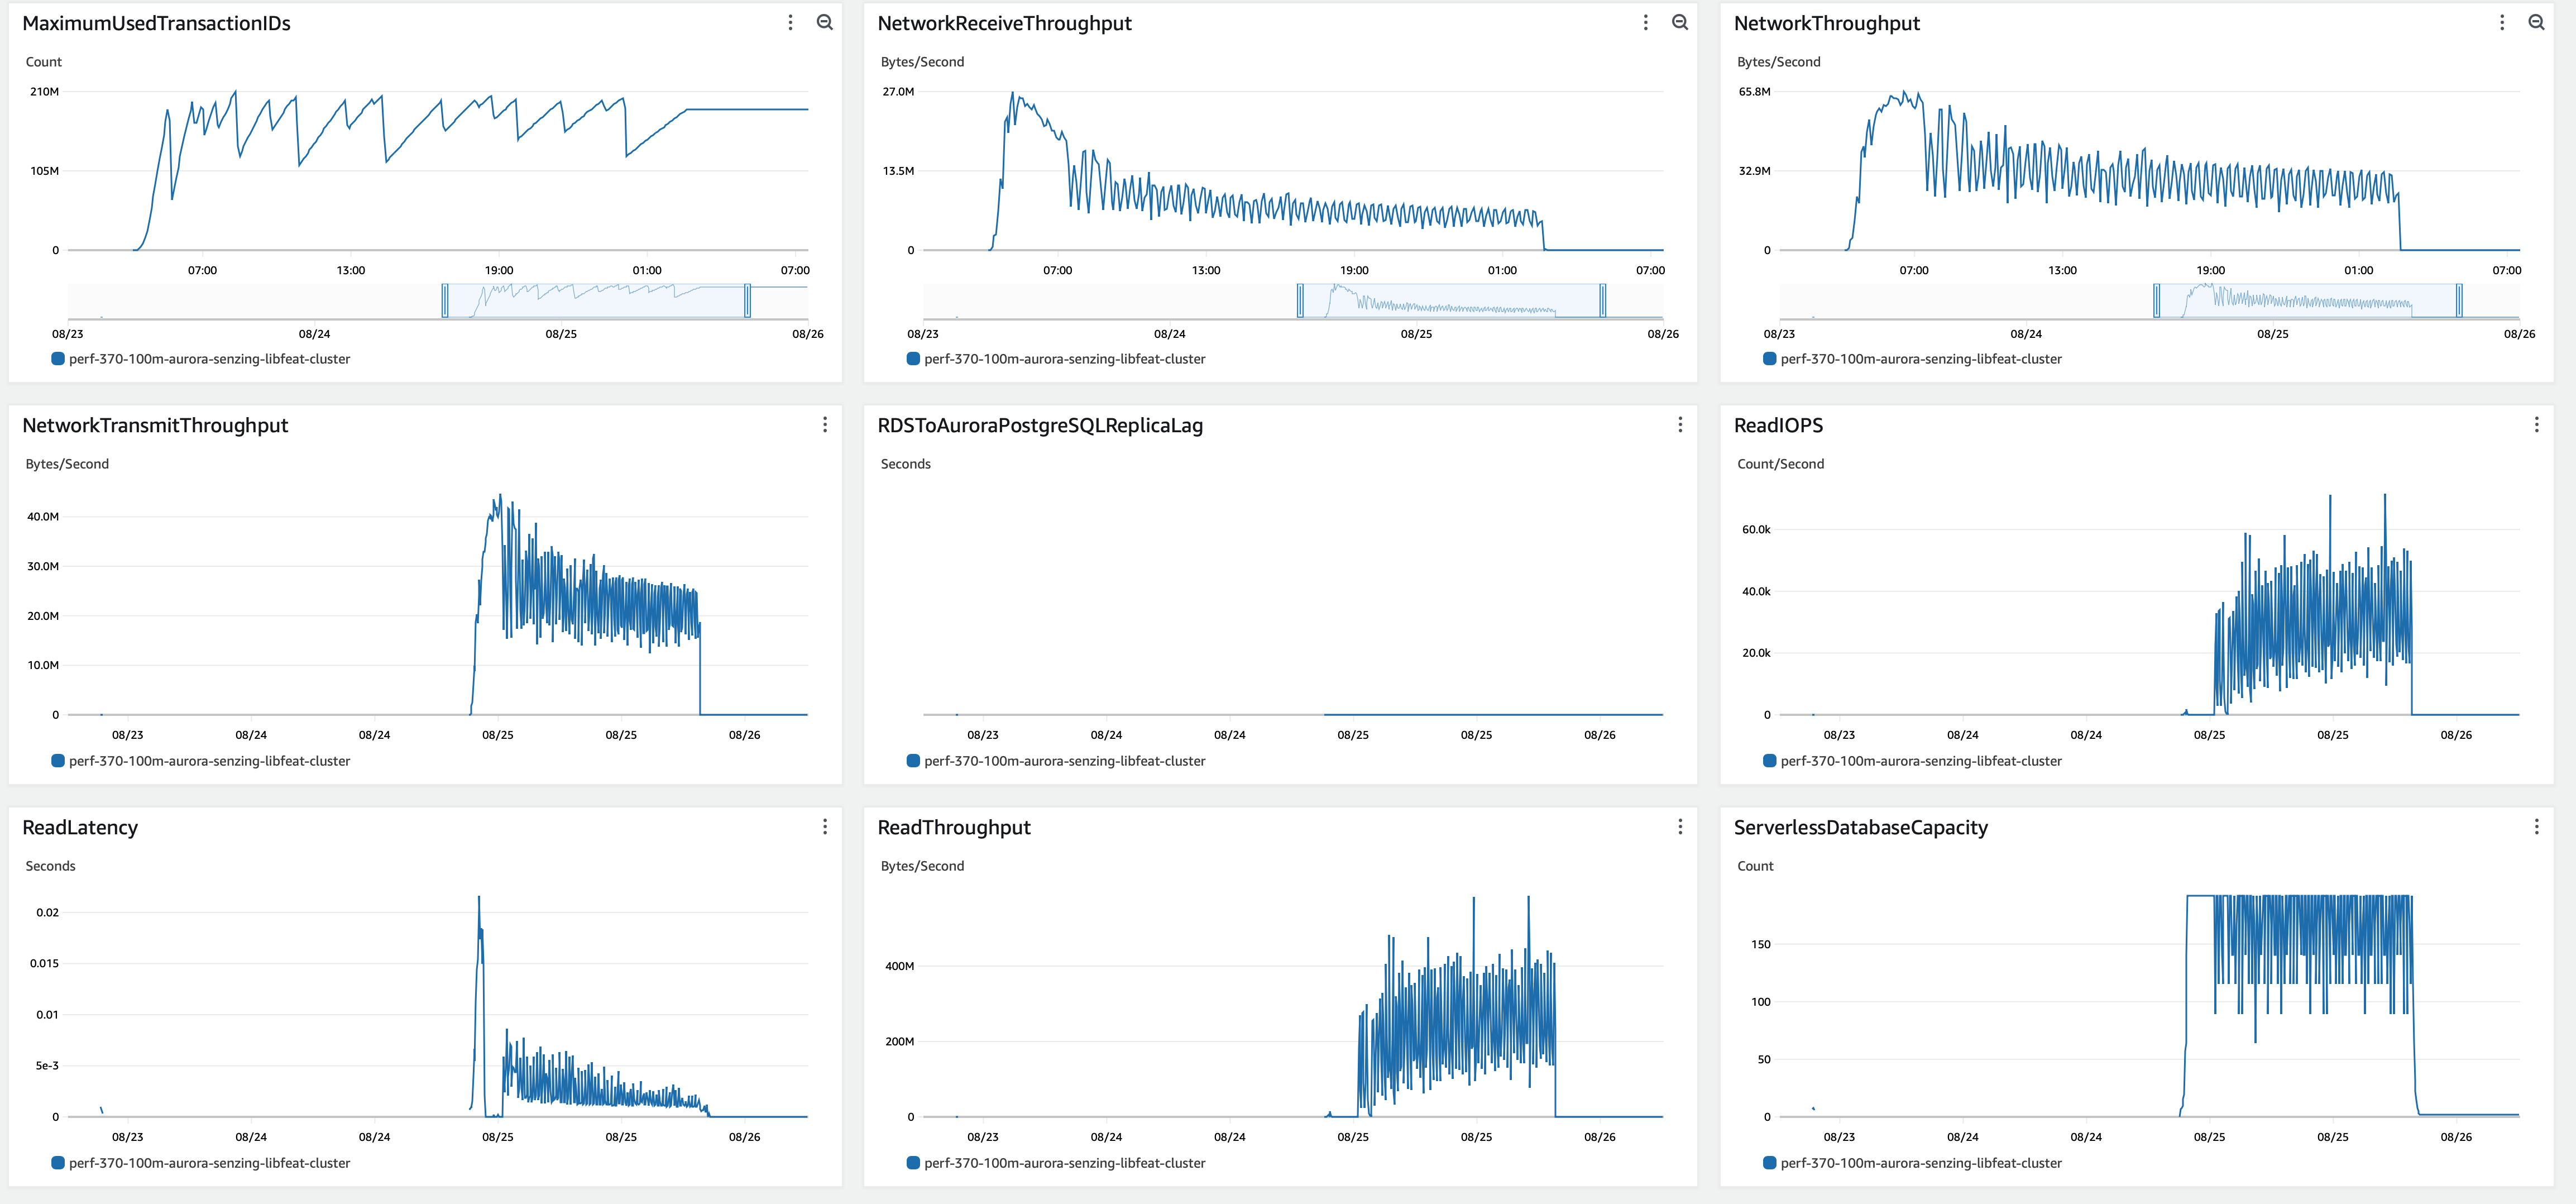 MaximumUsedTransactionIDs
Count
210M
105M
0
07:00 13:00 19:00 01:00 07:00
08/23 08/24 08/25 08/26
perf-370-100m-aurora-senzing-libfeat-cluster
NetworkReceiveThroughput
Bytes/Second
27.0M
13.5M
0
07:00 13:00 19:00 01:00 07:00
08/23 08/24 08/25 08/26
perf-370-100m-aurora-senzing-libfeat-cluster
NetworkThroughput
Bytes/Second
65.8M
32.9M
0
07:00 13:00 19:00 01:00 07:00
08/23 08/24 08/25 08/26
perf-370-100m-aurora-senzing-libfeat-cluster
NetworkTransmitThroughput
Bytes/Second
40.0M
30.0M
20.0M
10.0M
0
08/23 08/24 08/24 08/25 08/25 08/26
perf-370-100m-aurora-senzing-libfeat-cluster
RDSToAuroraPostgreSQLReplicaLag
Seconds
08/23 08/24 08/24 08/25 08/25 08/26
perf-370-100m-aurora-senzing-libfeat-cluster
ReadIOPS
Count/Second
60.0k
40.0k
20.0k
0
08/23 08/24 08/24 08/25 08/25 08/26
perf-370-100m-aurora-senzing-libfeat-cluster
ReadLatency
Seconds
0.02
0.015
0.01
5e-3
0
08/23 08/24 08/24 08/25 08/25 08/26
perf-370-100m-aurora-senzing-libfeat-cluster
ReadThroughput
Bytes/Second
400M
200M
0
08/23 08/24 08/24 08/25 08/25 08/26
perf-370-100m-aurora-senzing-libfeat-cluster
ServerlessDatabaseCapacity
Count
150
100
50
0
08/23 08/24 08/24 08/25 08/25 08/26
perf-370-100m-aurora-senzing-libfeat-cluster